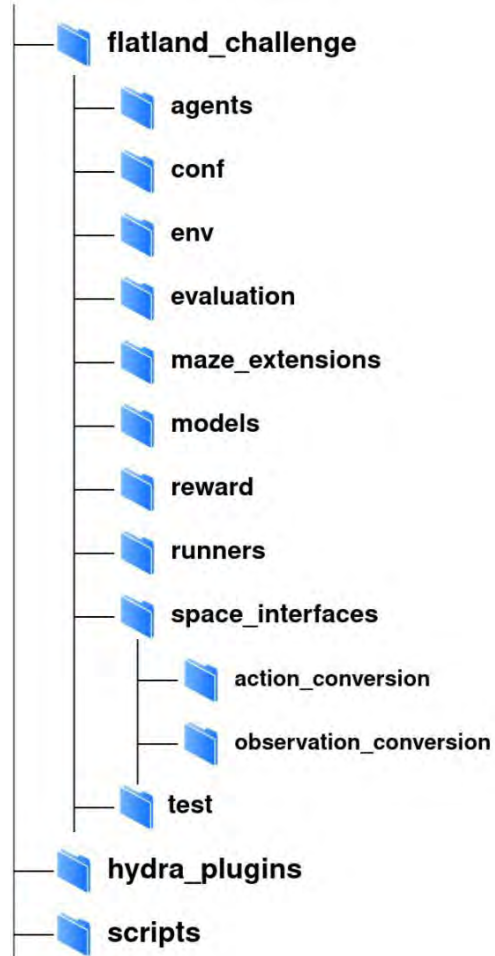 flatland_challenge
agents
conf
env
evaluation
maze_extensions
models
reward
runners
space_interfaces
action_conversion
observation_conversion
test
hydra_plugins
scripts